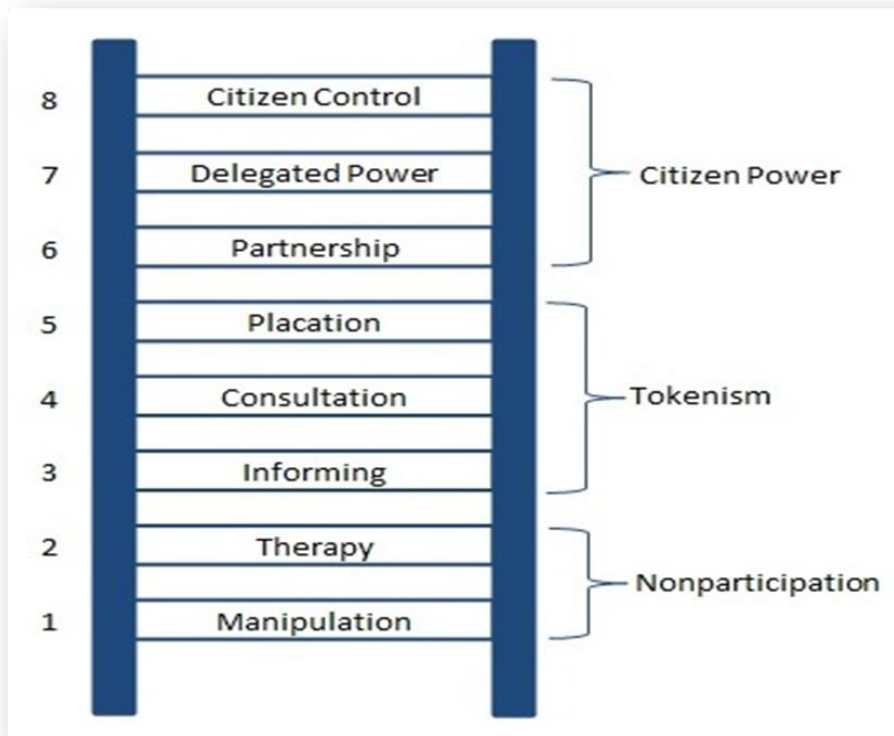 8 Citizen Control
7 Delegated Power
Citizen Power
6 Partnership
5 Placation
4 Consultation
Tokenism
3 Informing
2 Therapy
Nonparticipation
1 Manipulation